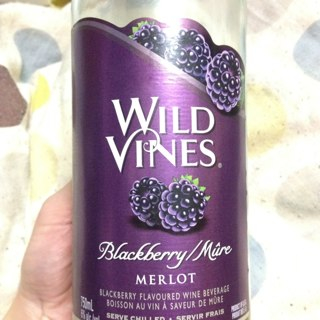 WILD
VINES®
Blackberry/Mûre
MERLOT
BLACKBERRY FLAVOURED WINE BEVERAGE
BOISSON AU VIN À SAVEUR DE MÛRE
SERVE CHILLED • SERVIR FRAIS
750ml